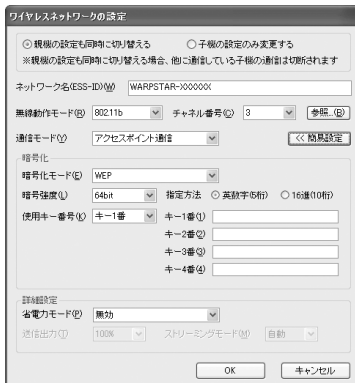 ワイヤレスネットワークの設定
親機の設定も同時に切り替える 子機の設定のみ変更する
※親機の設定も同時に切り替える場合、他に通信している子機の通信は切断されます
ネットワーク名(ESS-ID)(W) WARPSTAR-XXXXXX
無線動作モード(R) 802.11b チャネル番号(C) 3 参照...(B)
通信モード(Y) アクセスポイント通信 << 簡易設定
暗号化
暗号化モード(E) WEP
暗号強度(L) 64bit 指定方法 英数字(5桁) 16進(10桁)
使用キー番号(K) キー1番 キー1番(1)
キー2番(2)
キー3番(3)
キー4番(4)
詳細設定
省電力モード(P) 無効
送信出力(T) 100% ストリーミングモード(M) 自動
OK キャンセル